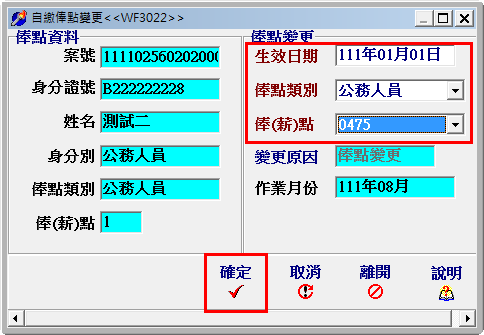 自繳俸點變更<<WF3022>>
俸點資料
案號 111102560202000
身分證號 B222222228
姓名 測試二
身分別 公務人員
俸點類別 公務人員
俸(薪)點 1
俸點變更
生效日期 111年01月01日
俸點類別 公務人員
俸(薪)點 0475
變更原因 俸點變更
作業月份 111年08月
確定 取消 離開 說明